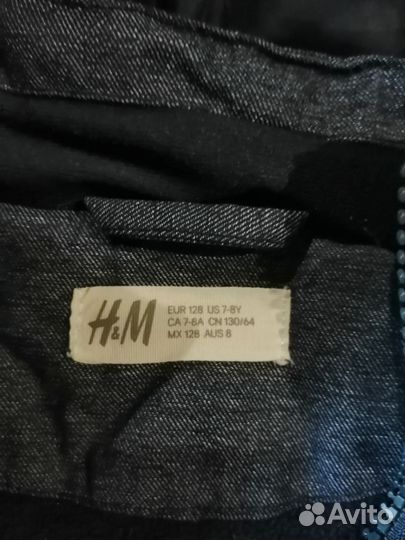 H&M
EUR 128 US 7-8Y
CA 7-8A CN 130/64
MX 128 AUS 8
Avito